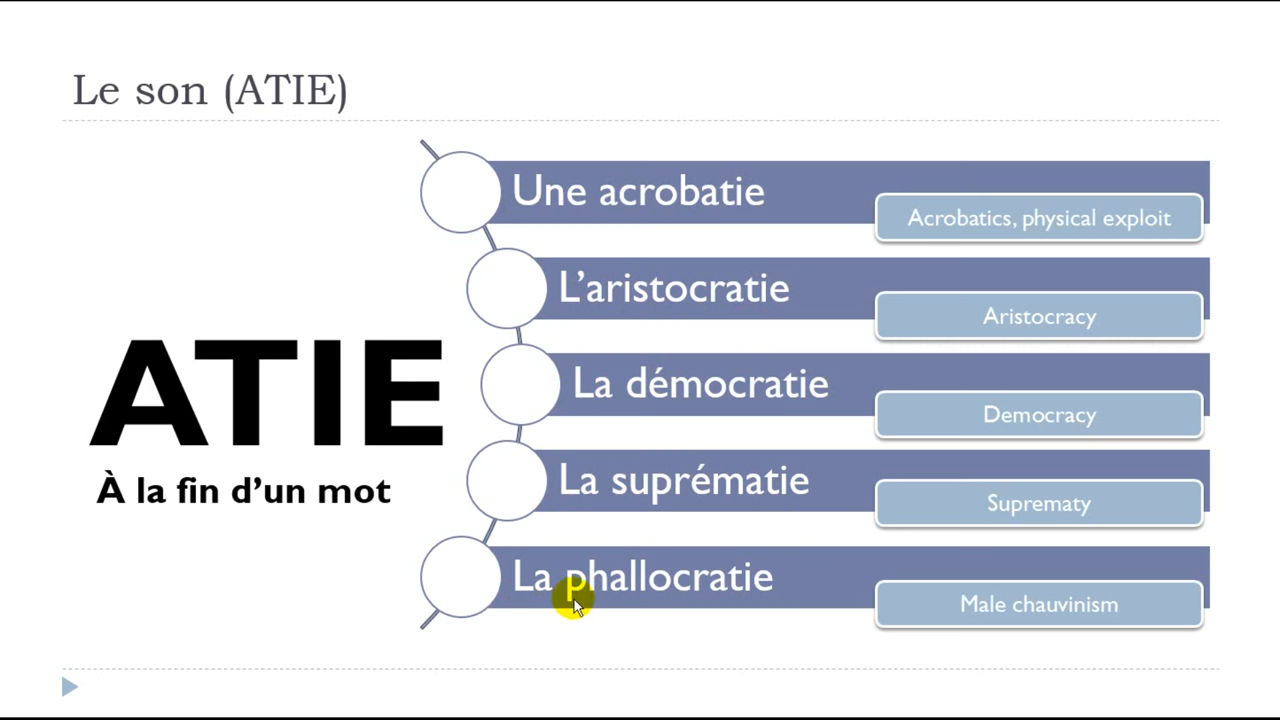 Le son (ATIE)
ATIE
À la fin d’un mot
Une acrobatie
Acrobatics, physical exploit
L’aristocratie
Aristocracy
La démocratie
Democracy
La suprématie
Suprematy
La phallocratie
Male chauvinism